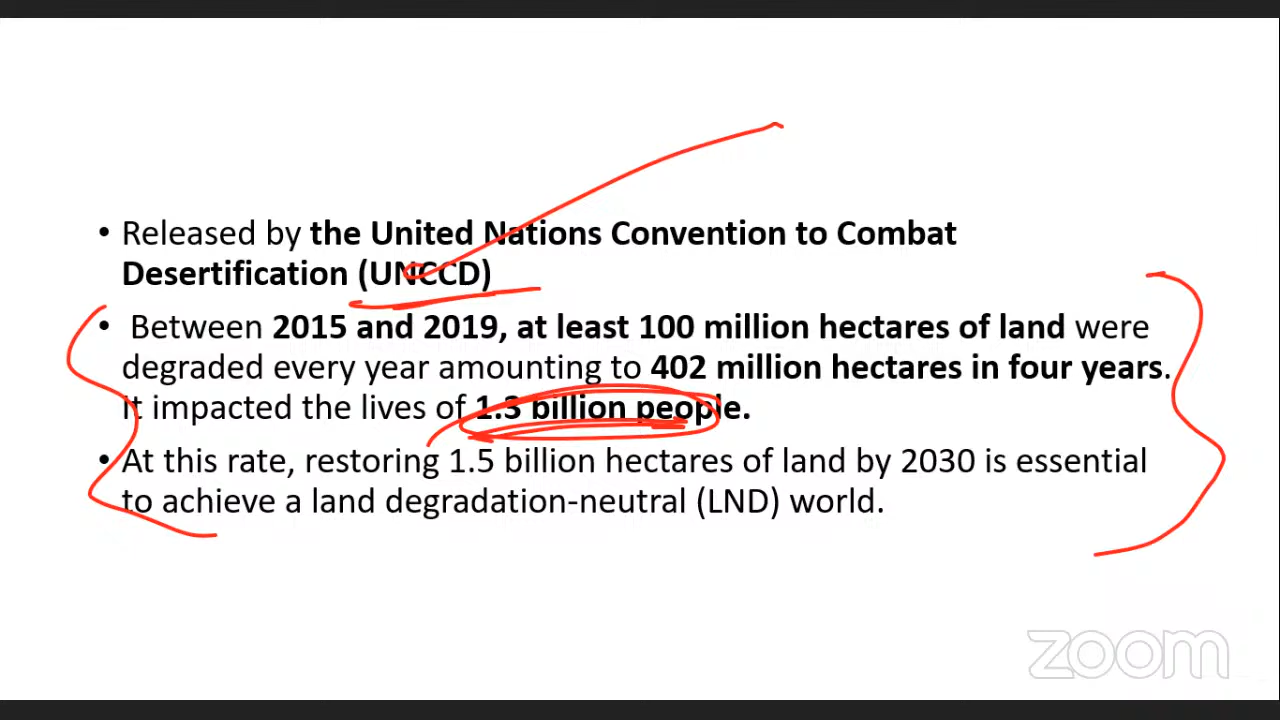 • Released by the United Nations Convention to Combat
Desertification (UNCCD)
• Between 2015 and 2019, at least 100 million hectares of land were
degraded every year amounting to 402 million hectares in four years.
It impacted the lives of 1.3 billion people.
• At this rate, restoring 1.5 billion hectares of land by 2030 is essential
to achieve a land degradation-neutral (LND) world.
zoom